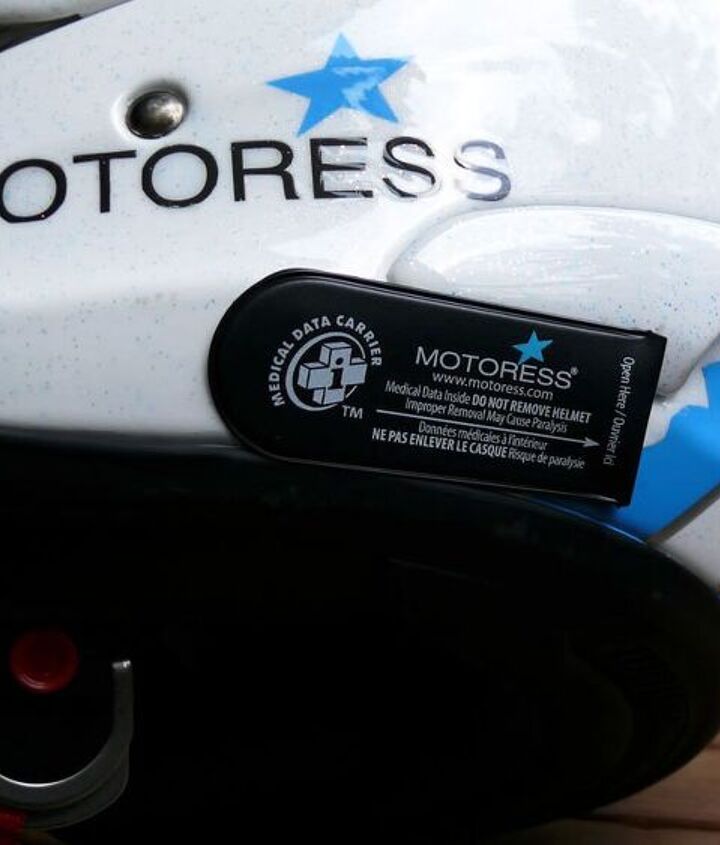 OTORESS
MEDICAL DATA CARRIER
i
TM
MOTORESS®
www.motoress.com
Medical Data Inside DO NOT REMOVE HELMET
Improper Removal May Cause Paralysis
Données médicales à l'intérieur
NE PAS ENLEVER LE CASQUE Risque de paralysie
Open Here / Ouvrier ici